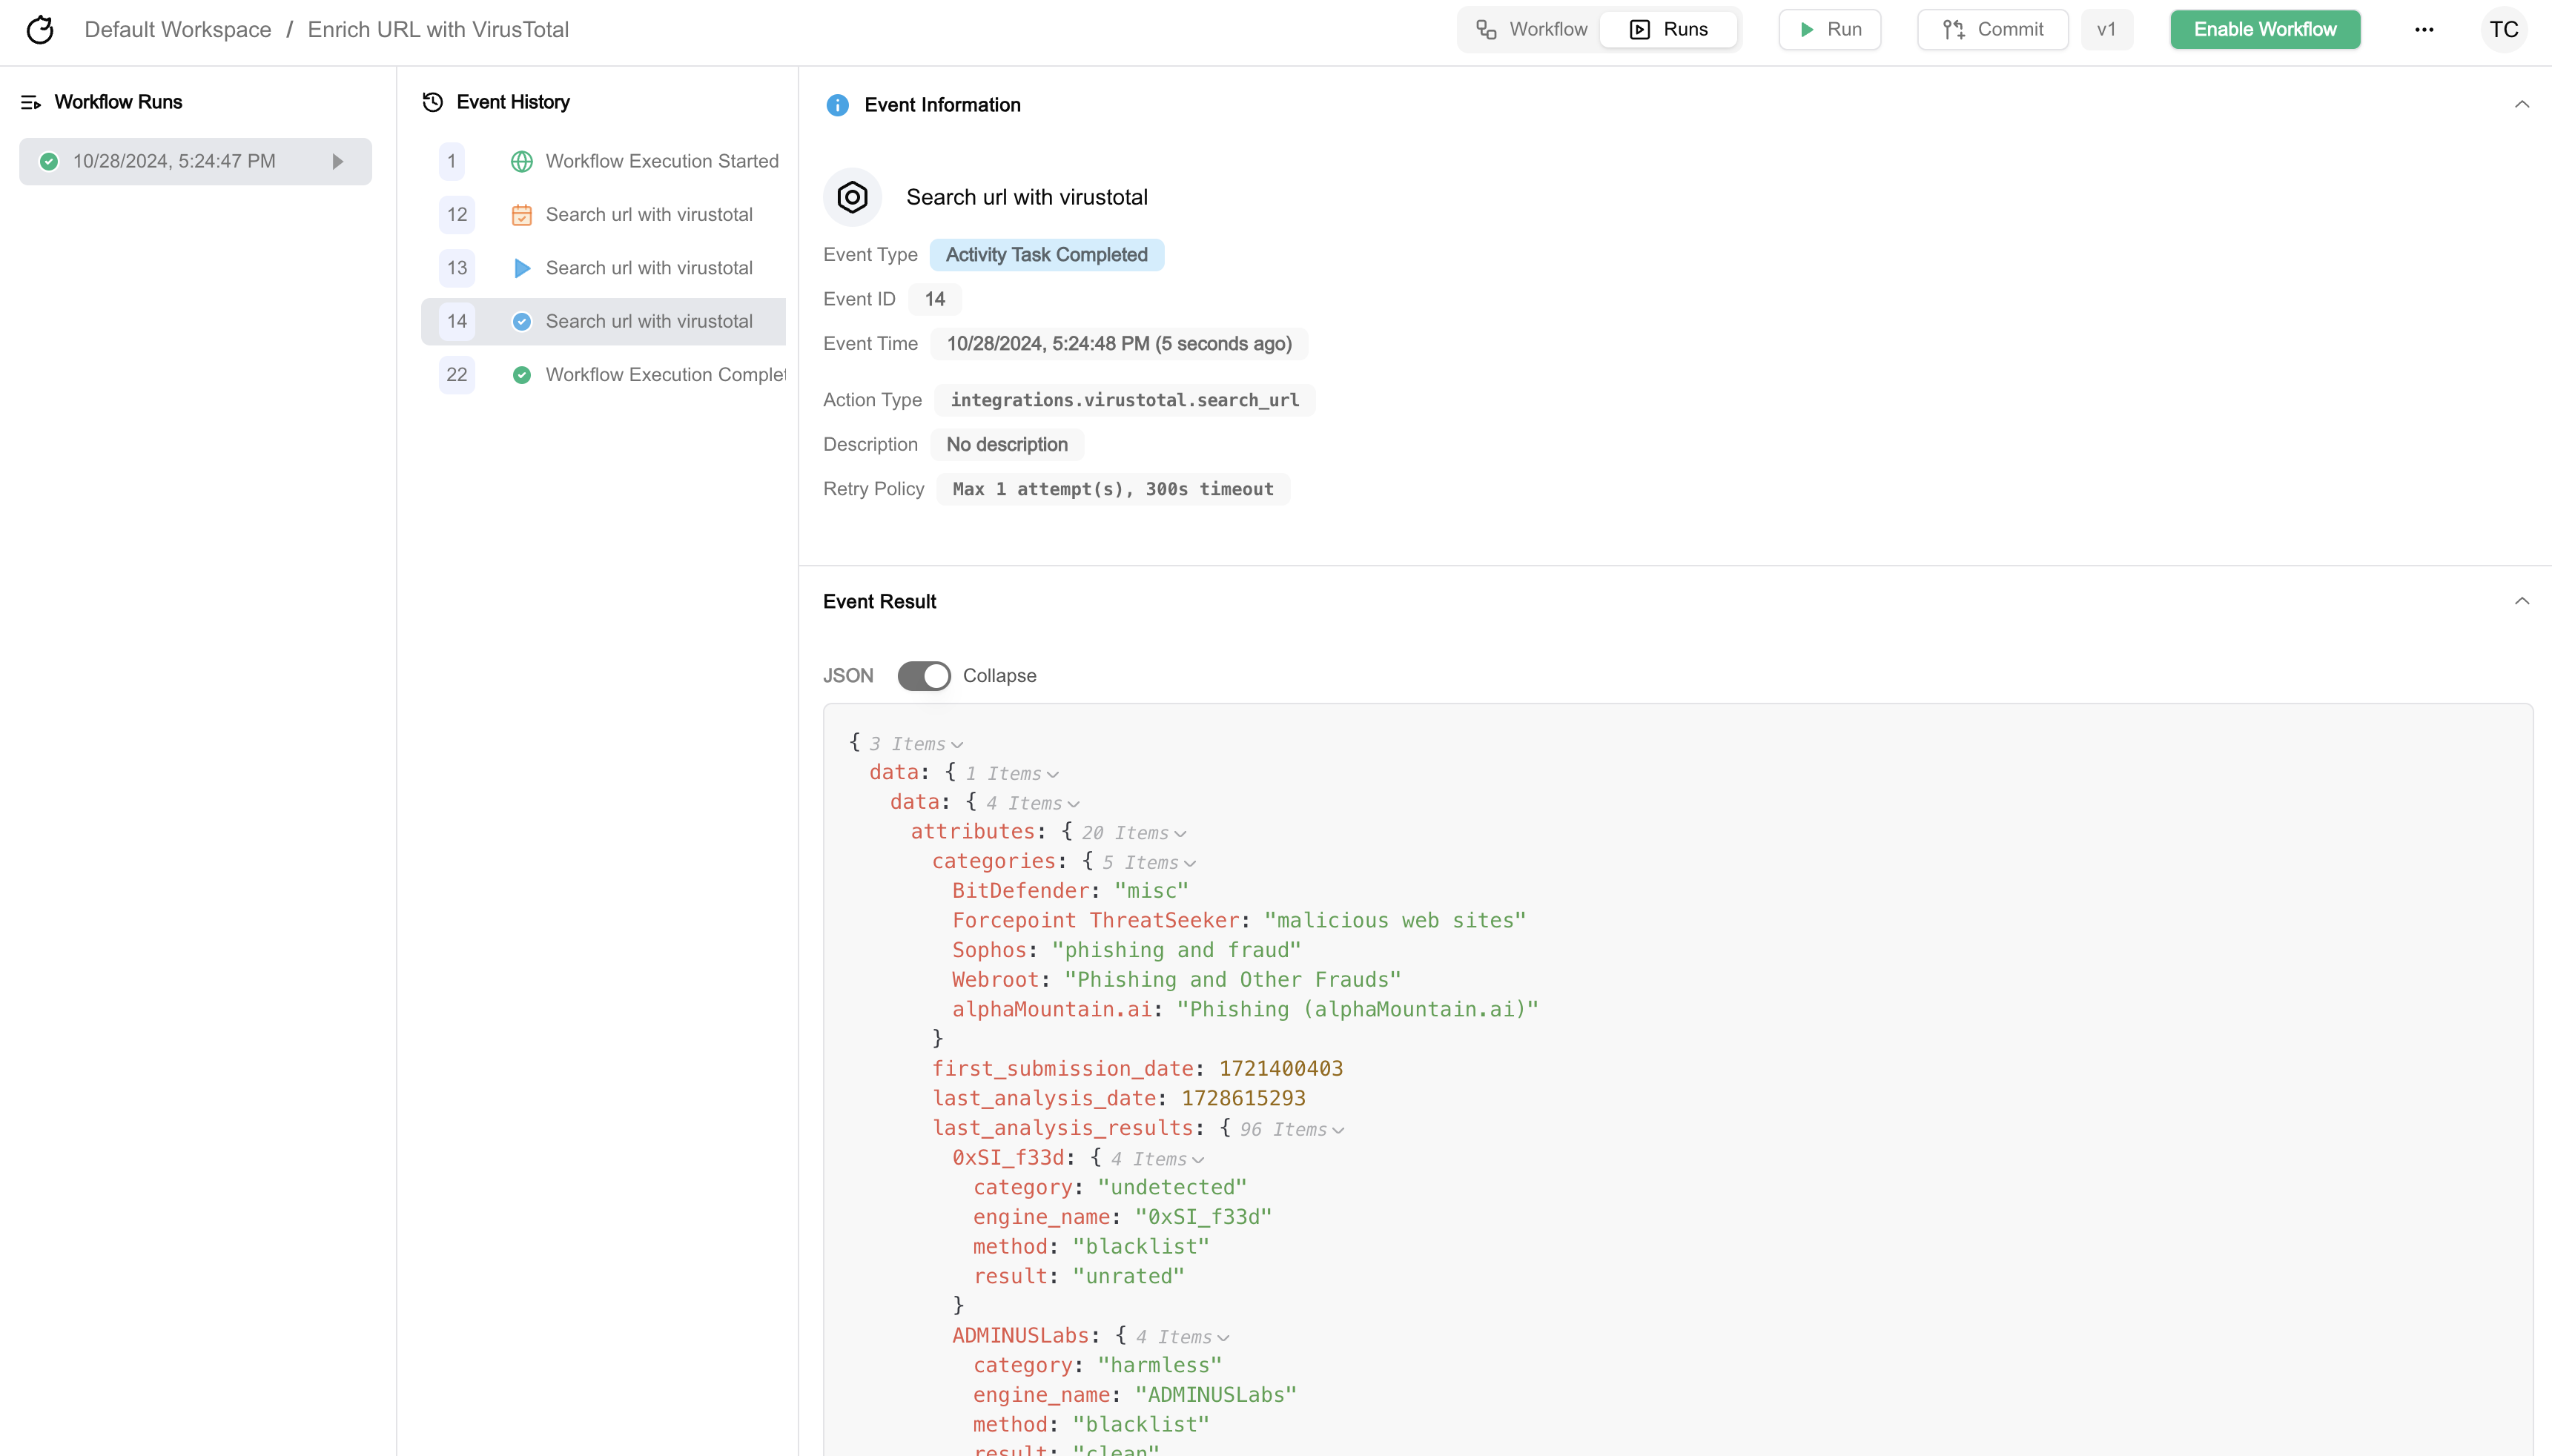 Default Workspace / Enrich URL with VirusTotal
Workflow
Runs
Run
Commit
v1
Enable Workflow
TC
Workflow Runs
10/28/2024, 5:24:47 PM
Event History
1 Workflow Execution Started
12 Search url with virustotal
13 Search url with virustotal
14 Search url with virustotal
22 Workflow Execution Complet
Event Information
Search url with virustotal
Event Type Activity Task Completed
Event ID 14
Event Time 10/28/2024, 5:24:48 PM (5 seconds ago)
Action Type integrations.virustotal.search_url
Description No description
Retry Policy Max 1 attempt(s), 300s timeout
Event Result
JSON Collapse
{ 3 Items
data: { 1 Items
data: { 4 Items
attributes: { 20 Items
categories: { 5 Items
BitDefender: "misc"
Forcepoint ThreatSeeker: "malicious web sites"
Sophos: "phishing and fraud"
Webroot: "Phishing and Other Frauds"
alphaMountain.ai: "Phishing (alphaMountain.ai)"
}
first_submission_date: 1721400403
last_analysis_date: 1728615293
last_analysis_results: { 96 Items
0xSI_f33d: { 4 Items
category: "undetected"
engine_name: "0xSI_f33d"
method: "blacklist"
result: "unrated"
}
ADMINUSLabs: { 4 Items
category: "harmless"
engine_name: "ADMINUSLabs"
method: "blacklist"
result: "clean"